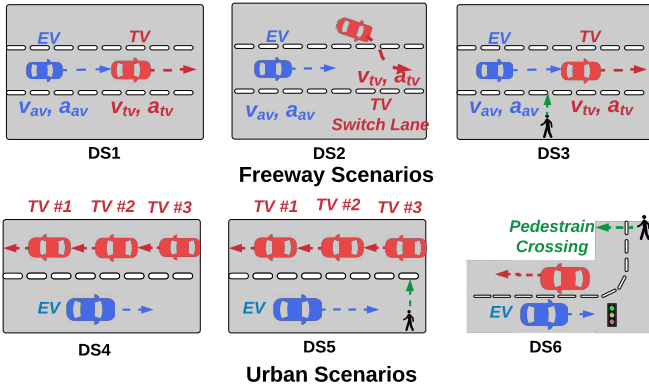 EV TV
v_av, a_av v_tv, a_tv
DS1
EV
v_tv, a_tv
v_av, a_av
TV
Switch Lane
DS2
EV TV
v_av, a_av v_tv, a_tv
DS3
Freeway Scenarios
TV #1 TV #2 TV #3
EV
DS4
TV #1 TV #2 TV #3
EV
DS5
Pedestrain
Crossing
EV
DS6
Urban Scenarios